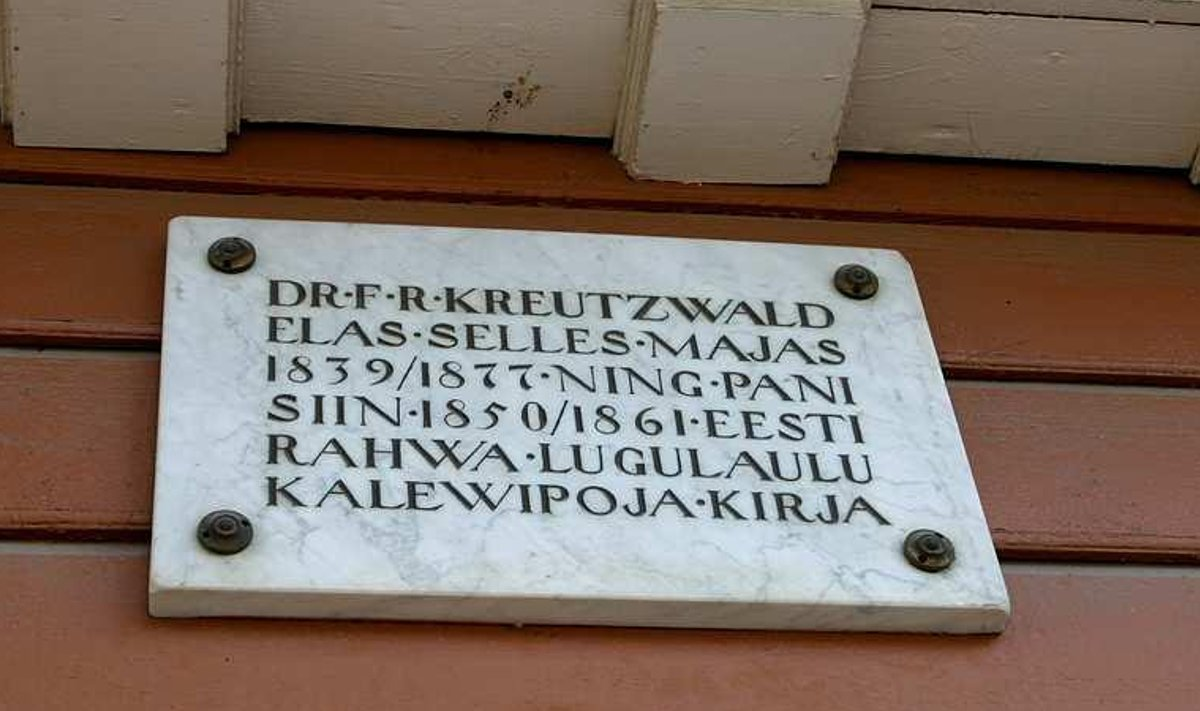 DR·F·R·KREUTZWALD
ELAS·SELLES·MAJAS
1839/1877·NING·PANI
SIIN·1850/1861·EESTI
RAHWA·LUGULAULU
KALEWIPOJA·KIRJA